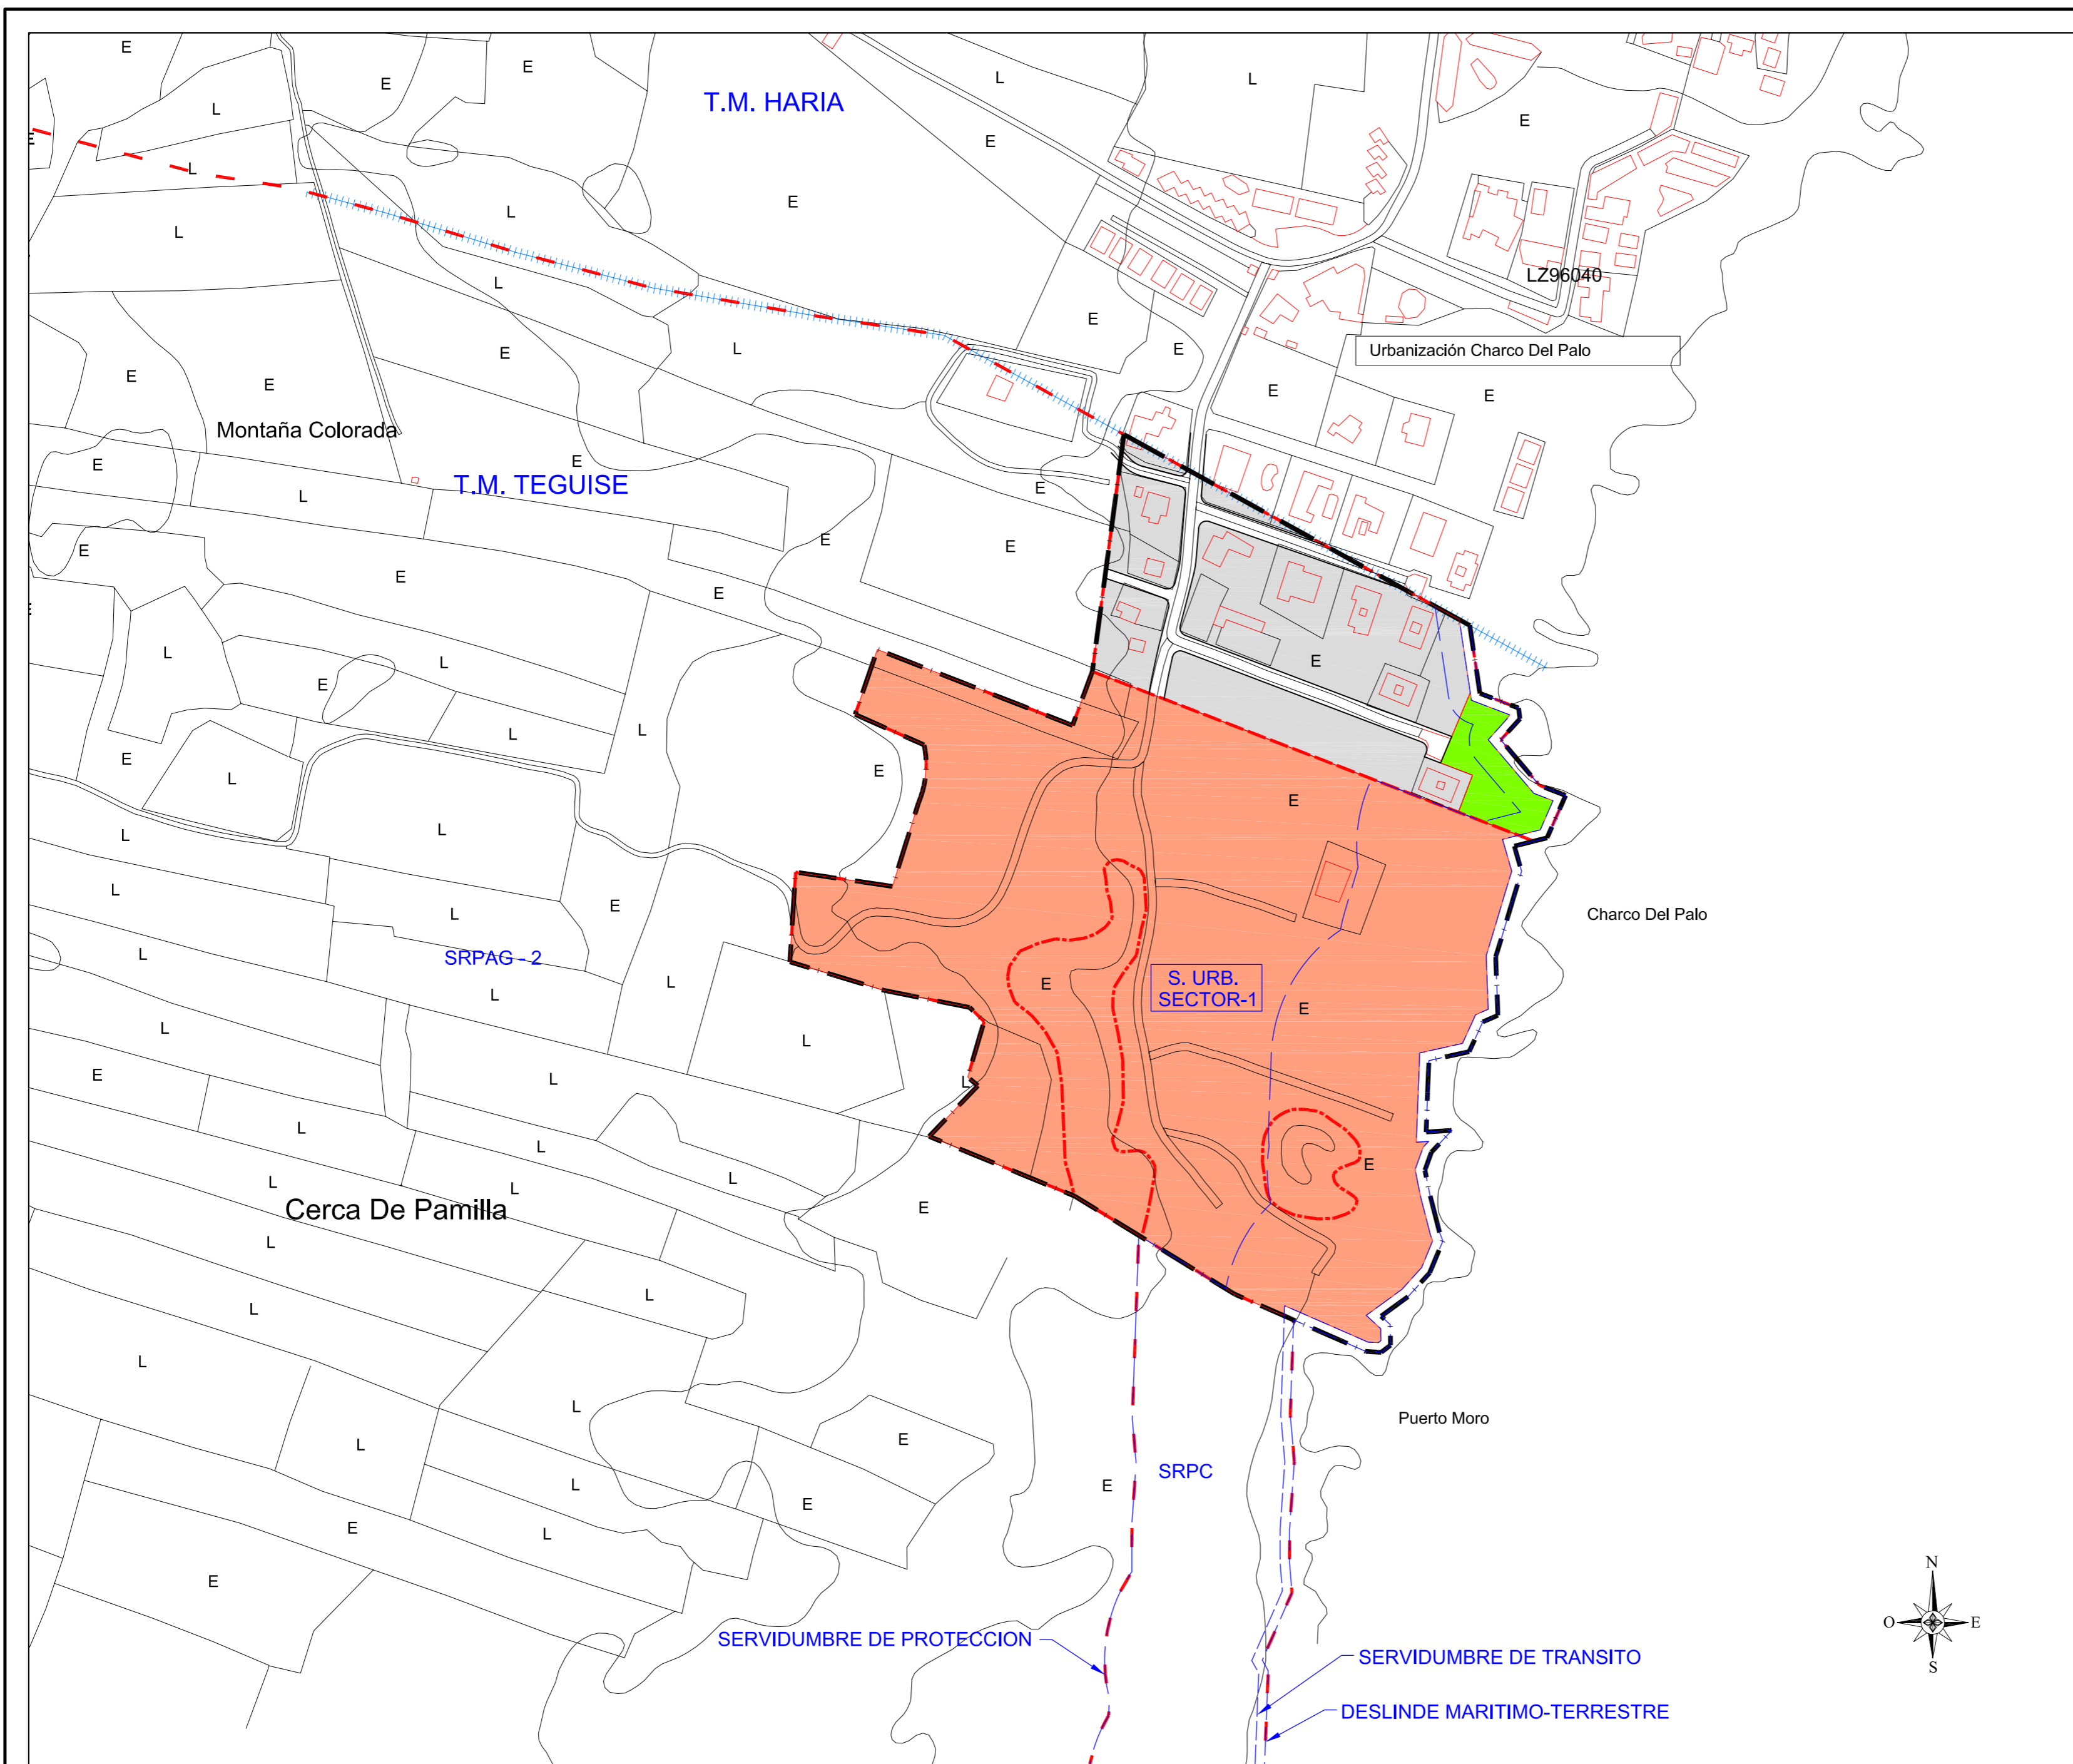 E
E
E
L
L
T.M. HARIA
L
E
E
E
L
E
L
L
E
L
L
LZ96040
E
L
E
E
Urbanización Charco Del Palo
E
E
E
E
E
Montaña Colorada
E
E
T.M. TEGUISE
L
E
E
E
E
E
E
E
L
L
E
E
L
L
E
L
E
E
L
L
L
E
L
Charco Del Palo
L
SRPAG - 2
L
L
E
S. URB.
SECTOR-1
E
L
L
L
E
L
L
L
L
E
L
L
L
Cerca De Pamilla
E
L
L
L
L
L
Puerto Moro
L
E
SRPC
L
E
E
E
L
E
N
O
E
S
SERVIDUMBRE DE PROTECCION
SERVIDUMBRE DE TRANSITO
DESLINDE MARITIMO-TERRESTRE